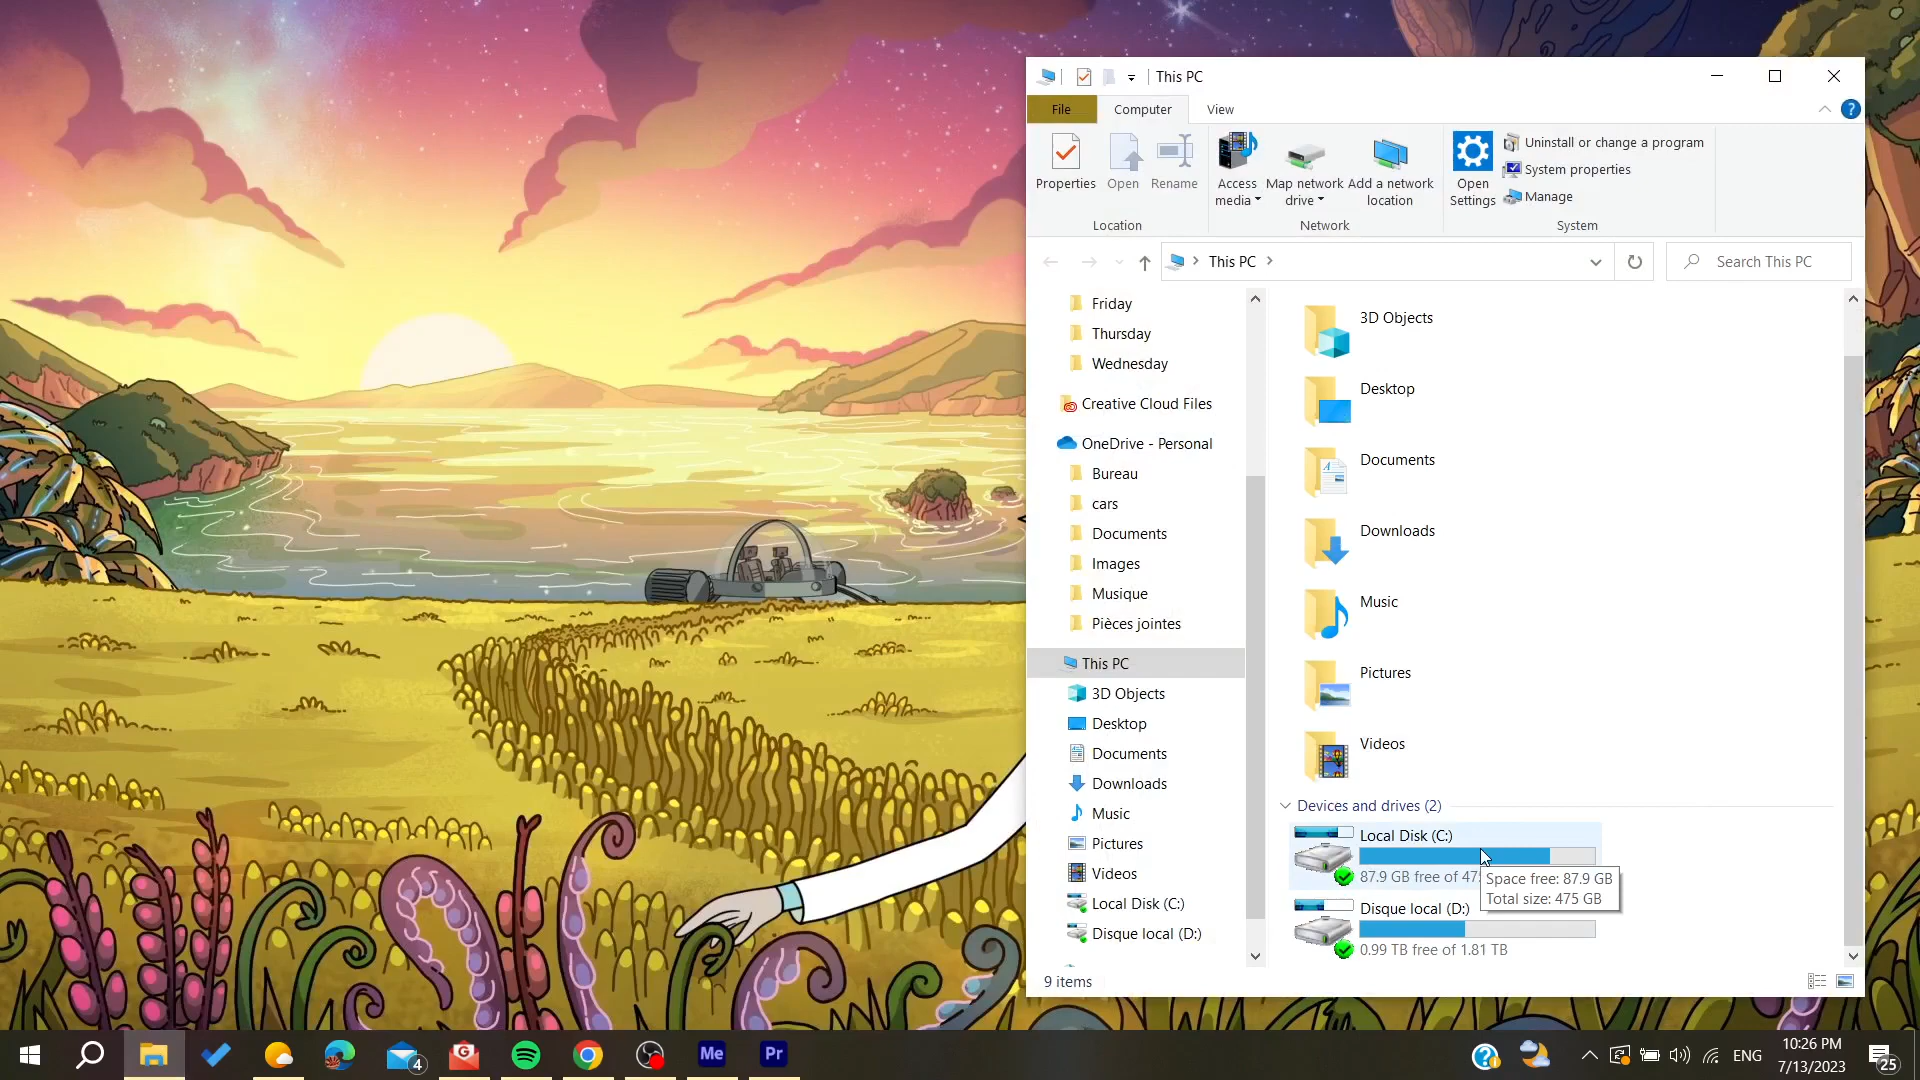 This PC
File Computer View
?
Properties Open Rename
Location
Access media
Map network drive
Add a network location
Network
Open Settings
Uninstall or change a program
System properties
Manage
System
This PC
Search This PC
Friday
Thursday
Wednesday
Creative Cloud Files
OneDrive - Personal
Bureau
cars
Documents
Images
Musique
Pièces jointes
This PC
3D Objects
Desktop
Documents
Downloads
Music
Pictures
Videos
Local Disk (C:)
Disque local (D:)
3D Objects
Desktop
Documents
Downloads
Music
Pictures
Videos
Devices and drives (2)
Local Disk (C:)
87.9 GB free of 47
Space free: 87.9 GB
Total size: 475 GB
Disque local (D:)
0.99 TB free of 1.81 TB
9 items
4
G
Me
Pr
?
ENG
10:26 PM
7/13/2023
25